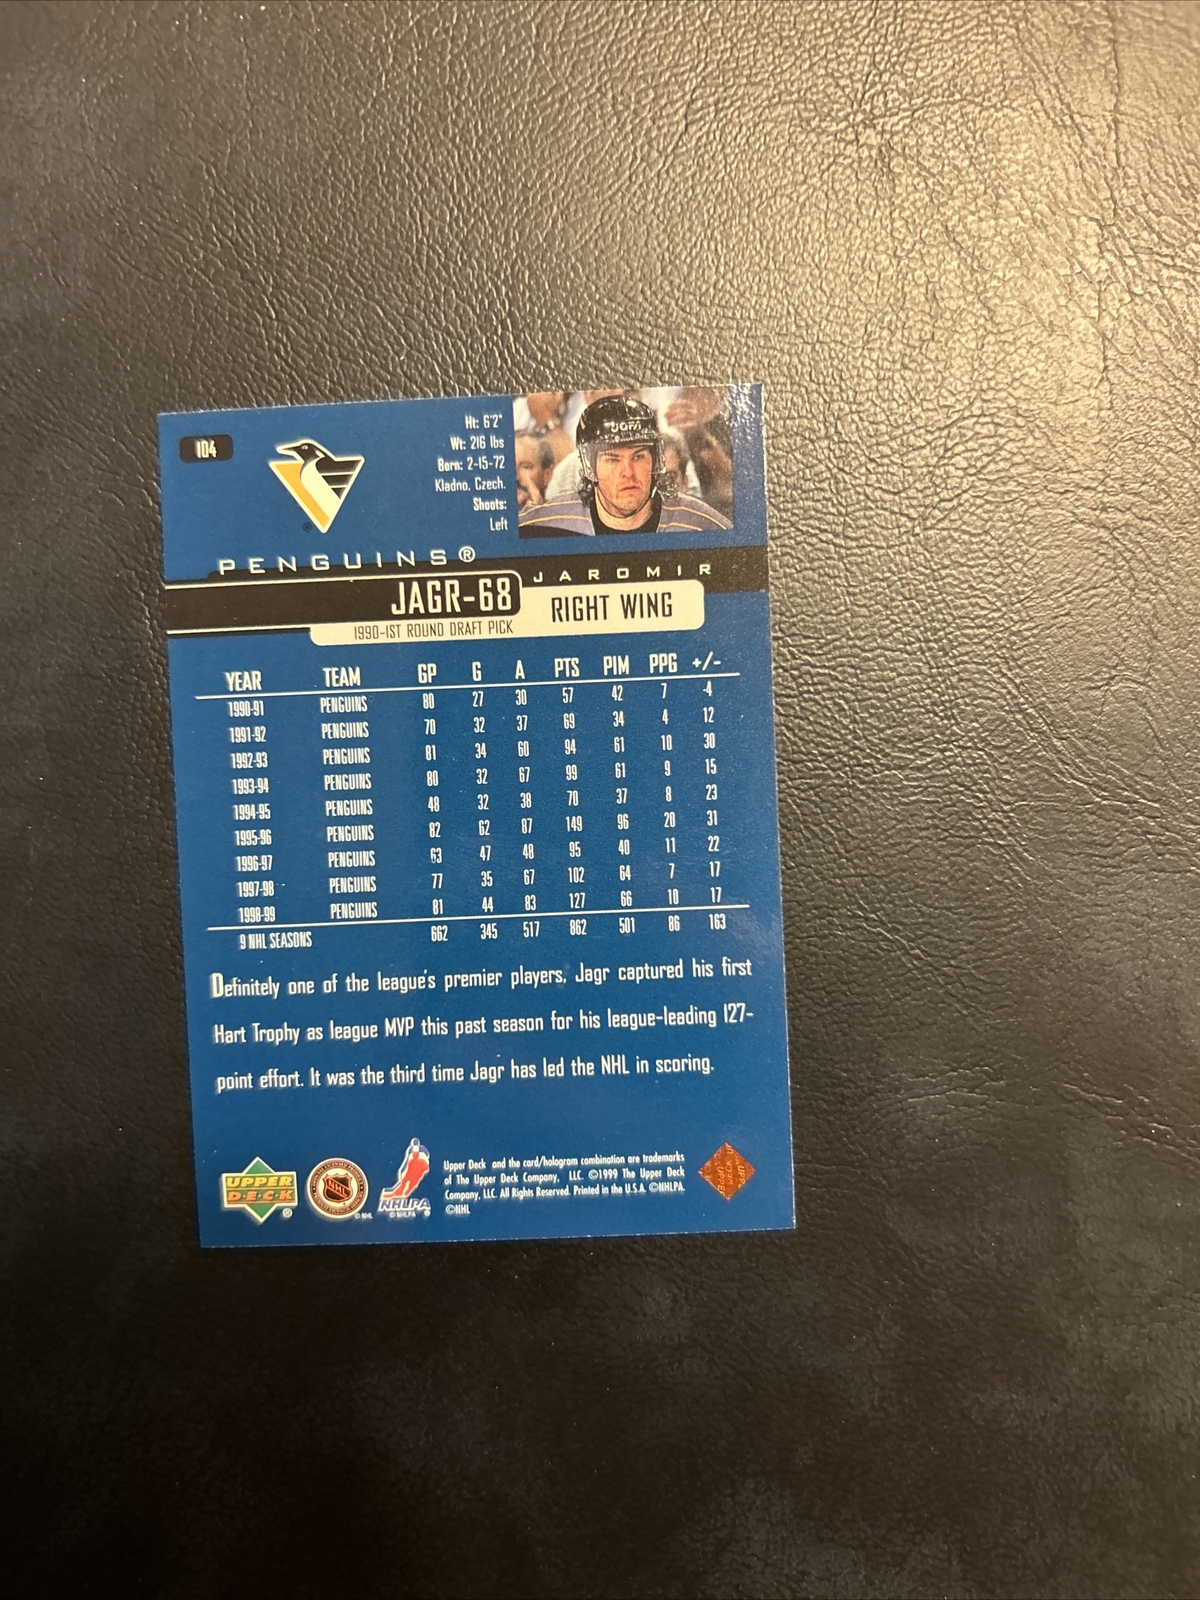 104
Ht: 6'2"
Wt: 216 lbs
Born: 2-15-72
Kladno, Czech.
Shoots:
Left
PENGUINS®
JAROMIR
JAGR-68
RIGHT WING
1990-1ST ROUND DRAFT PICK
YEAR TEAM GP G A PTS PIM PPG +/-
1990-91 PENGUINS 80 27 30 57 42 7 -4
1991-92 PENGUINS 70 32 37 69 34 4 12
1992-93 PENGUINS 81 34 60 94 61 10 30
1993-94 PENGUINS 80 32 67 99 61 9 15
1994-95 PENGUINS 48 32 38 70 37 8 23
1995-96 PENGUINS 82 62 87 149 96 20 31
1996-97 PENGUINS 63 47 48 95 40 11 22
1997-98 PENGUINS 77 35 67 102 64 7 17
1998-99 PENGUINS 81 44 83 127 66 10 17
9 NHL SEASONS 662 345 517 862 501 86 163
Definitely one of the league's premier players, Jagr captured his first
Hart Trophy as league MVP this past season for his league-leading 127-
point effort. It was the third time Jagr has led the NHL in scoring.
UPPER
DECK
®
NHL
© NHL
NHLPA
© NHLPA
Upper Deck and the card/hologram combination are trademarks
of The Upper Deck Company, LLC. ©1999 The Upper Deck
Company, LLC. All Rights Reserved. Printed in the U.S.A. ©NHLPA.
©NHL